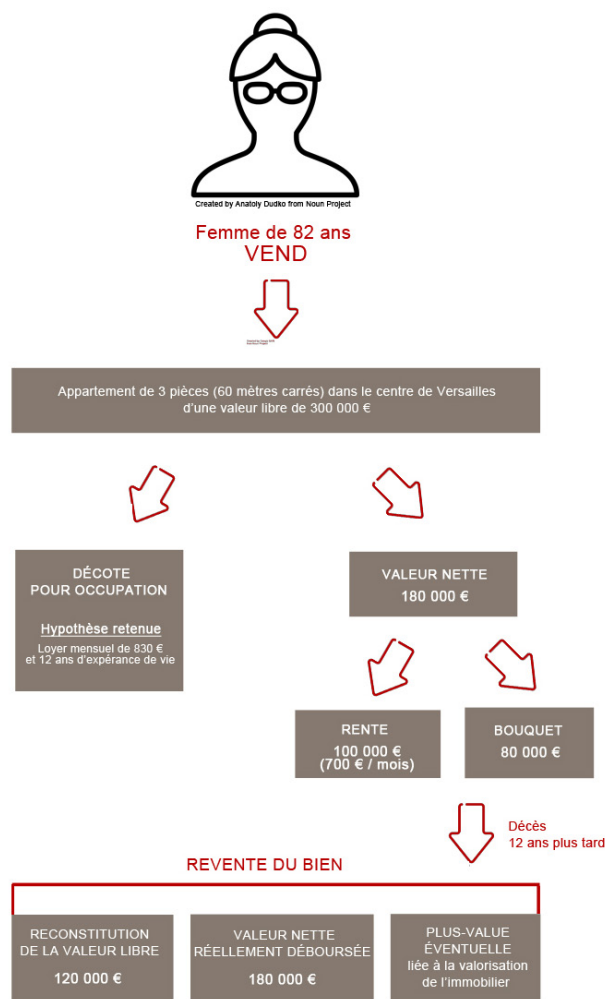 Created by Anatoly Dudko from Noun Project
Femme de 82 ans
VEND
Appartement de 3 pièces (60 mètres carrés) dans le centre de Versailles
d'une valeur libre de 300 000 €
DÉCOTE
POUR OCCUPATION
Hypothèse retenue
Loyer mensuel de 830 €
et 12 ans d'expérance de vie
VALEUR NETTE
180 000 €
RENTE
100 000 €
(700 € / mois)
BOUQUET
80 000 €
Décès
12 ans plus tard
REVENTE DU BIEN
RECONSTITUTION
DE LA VALEUR LIBRE
120 000 €
VALEUR NETTE
RÉELLEMENT DÉBOURSÉE
180 000 €
PLUS-VALUE
ÉVENTUELLE
liée à la valorisation
de l'immobilier